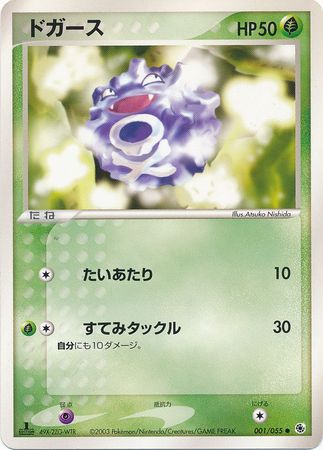 ドガース
HP50
たね
Illus.Atsuko Nishida
たいあたり 10
すてみタックル 30
自分にも10ダメージ。
弱点 抵抗力 にげる
1 EDITION
©2003 Pokémon/Nintendo/Creatures/GAME FREAK.
001/055 ●